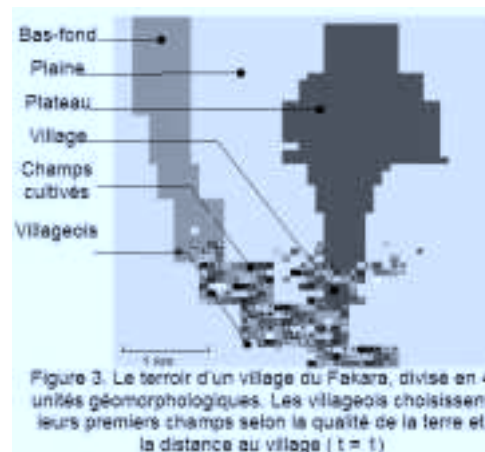 Bas-fond
Plaine
Plateau
Village
Champs
cultivés
Villageois
1 km
Figure 3. Le terroir d'un village du Fakara, divisé en 4
unités géomorphologiques. Les villageois choisissen
leurs premiers champs selon la qualité de la terre et
la distance au village ( t = 1)